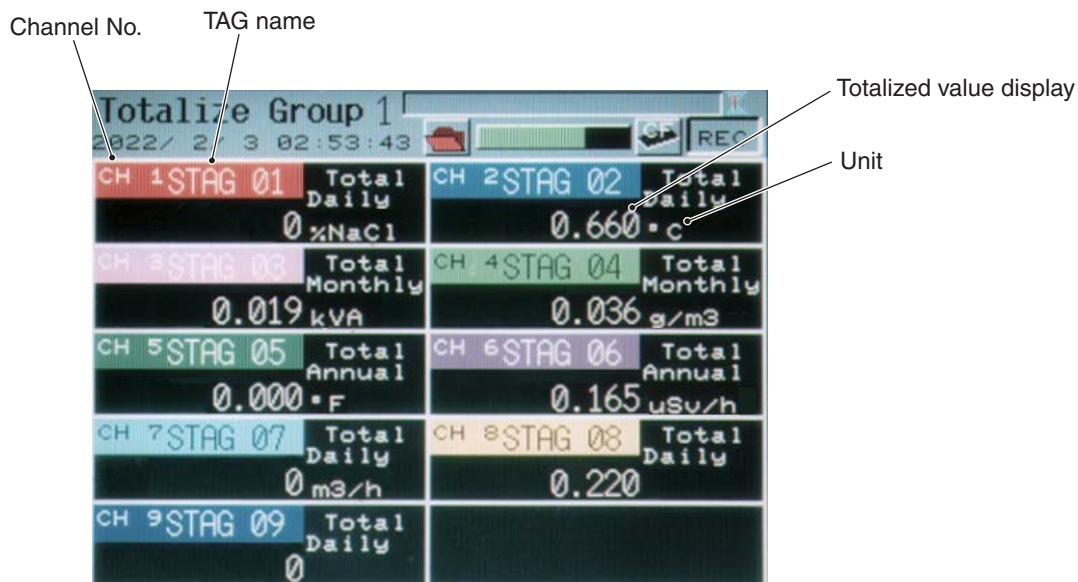 Channel No.
TAG name
Totalized value display
Unit
Totalize Group 1
2022/ 2/ 3 02:53:43
CF
REC
CH 1 STAG 01 Total Daily
0 %NaCl
CH 2 STAG 02 Total Daily
0.660 °C
CH 3 STAG 03 Total Monthly
0.019 kVA
CH 4 STAG 04 Total Monthly
0.036 g/m3
CH 5 STAG 05 Total Annual
0.000 °F
CH 6 STAG 06 Total Annual
0.165 uSv/h
CH 7 STAG 07 Total Daily
0 m3/h
CH 8 STAG 08 Total Daily
0.220
CH 9 STAG 09 Total Daily
0